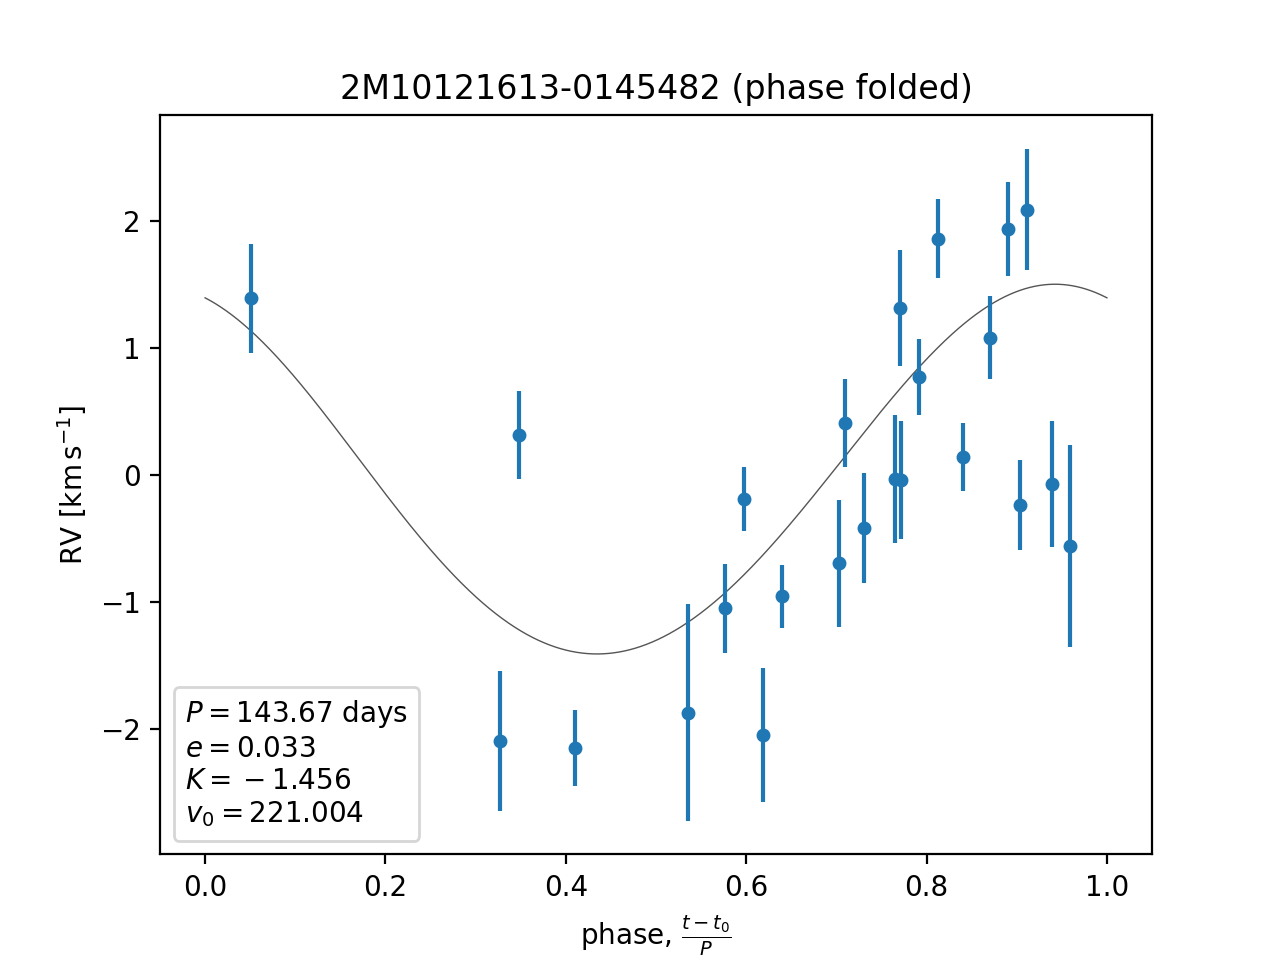 2M10121613-0145482 (phase folded)
RV [km s⁻¹]
2
1
0
−1
−2
P = 143.67 days
e = 0.033
K = −1.456
v₀ = 221.004
0.0 0.2 0.4 0.6 0.8 1.0
phase, (t − t₀)/P